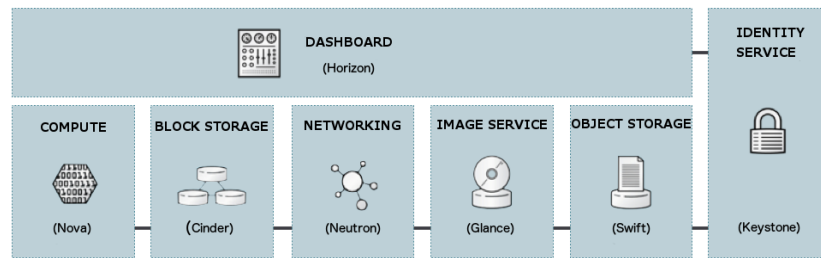 DASHBOARD
(Horizon)
IDENTITY
SERVICE
(Keystone)
COMPUTE
(Nova)
BLOCK STORAGE
(Cinder)
NETWORKING
(Neutron)
IMAGE SERVICE
(Glance)
OBJECT STORAGE
(Swift)